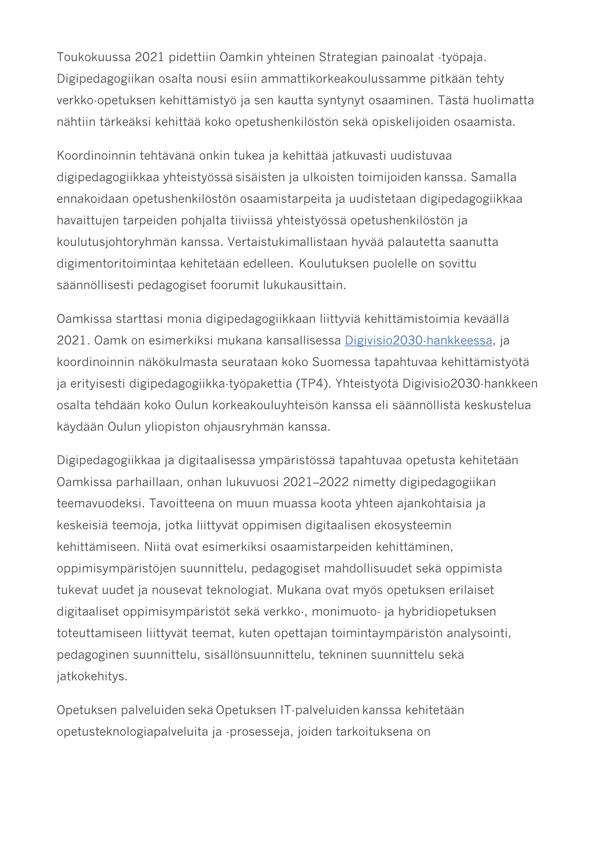 Toukokuussa 2021 pidettiin Oamkin yhteinen Strategian painoalat -työpaja.
Digipedagogiikan osalta nousi esiin ammattikorkeakoulussamme pitkään tehty
verkko-opetuksen kehittämistyö ja sen kautta syntynyt osaaminen. Tästä huolimatta
nähtiin tärkeäksi kehittää koko opetushenkilöstön sekä opiskelijoiden osaamista.
Koordinoinnin tehtävänä onkin tukea ja kehittää jatkuvasti uudistuvaa
digipedagogiikkaa yhteistyössä sisäisten ja ulkoisten toimijoiden kanssa. Samalla
ennakoidaan opetushenkilöstön osaamistarpeita ja uudistetaan digipedagogiikkaa
havaittujen tarpeiden pohjalta tiiviissä yhteistyössä opetushenkilöstön ja
koulutusjohtoryhmän kanssa. Vertaistukimallistaan hyvää palautetta saanutta
digimentoritoimintaa kehitetään edelleen. Koulutuksen puolelle on sovittu
säännöllisesti pedagogiset foorumit lukukausittain.
Oamkissa starttasi monia digipedagogiikkaan liittyviä kehittämistoimia keväällä
2021. Oamk on esimerkiksi mukana kansallisessa Digivisio2030-hankkeessa, ja
koordinoinnin näkökulmasta seurataan koko Suomessa tapahtuvaa kehittämistyötä
ja erityisesti digipedagogiikka-työpakettia (TP4). Yhteistyötä Digivisio2030-hankkeen
osalta tehdään koko Oulun korkeakouluyhteisön kanssa eli säännöllistä keskustelua
käydään Oulun yliopiston ohjausryhmän kanssa.
Digipedagogiikkaa ja digitaalisessa ympäristössä tapahtuvaa opetusta kehitetään
Oamkissa parhaillaan, onhan lukuvuosi 2021–2022 nimetty digipedagogiikan
teemavuodeksi. Tavoitteena on muun muassa koota yhteen ajankohtaisia ja
keskeisiä teemoja, jotka liittyvät oppimisen digitaalisen ekosysteemin
kehittämiseen. Niitä ovat esimerkiksi osaamistarpeiden kehittäminen,
oppimisympäristöjen suunnittelu, pedagogiset mahdollisuudet sekä oppimista
tukevat uudet ja nousevat teknologiat. Mukana ovat myös opetuksen erilaiset
digitaaliset oppimisympäristöt sekä verkko-, monimuoto- ja hybridiopetuksen
toteuttamiseen liittyvät teemat, kuten opettajan toimintaympäristön analysointi,
pedagoginen suunnittelu, sisällönsuunnittelu, tekninen suunnittelu sekä
jatkokehitys.
Opetuksen palveluiden sekä Opetuksen IT-palveluiden kanssa kehitetään
opetusteknologiapalveluita ja -prosesseja, joiden tarkoituksena on